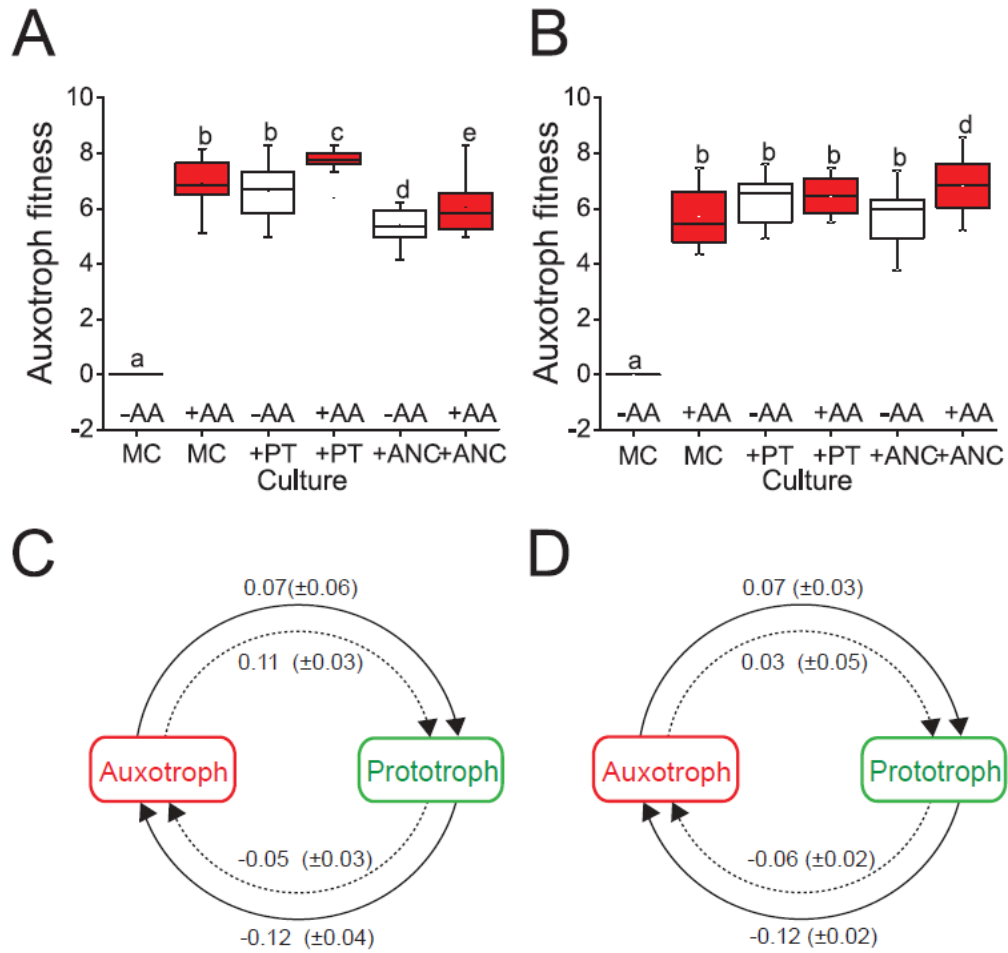 A
Auxotroph fitness
10
8
6
4
2
0
-2
a
b
b
c
d
e
-AA +AA -AA +AA -AA +AA
MC MC +PT +PT +ANC +ANC
Culture
B
Auxotroph fitness
10
8
6
4
2
0
-2
a
b
b
b
b
d
-AA +AA -AA +AA -AA +AA
MC MC +PT +PT +ANC +ANC
Culture
C
0.07(±0.06)
0.11 (±0.03)
Auxotroph
Prototroph
-0.05 (±0.03)
-0.12 (±0.04)
D
0.07 (±0.03)
0.03 (±0.05)
Auxotroph
Prototroph
-0.06 (±0.02)
-0.12 (±0.02)